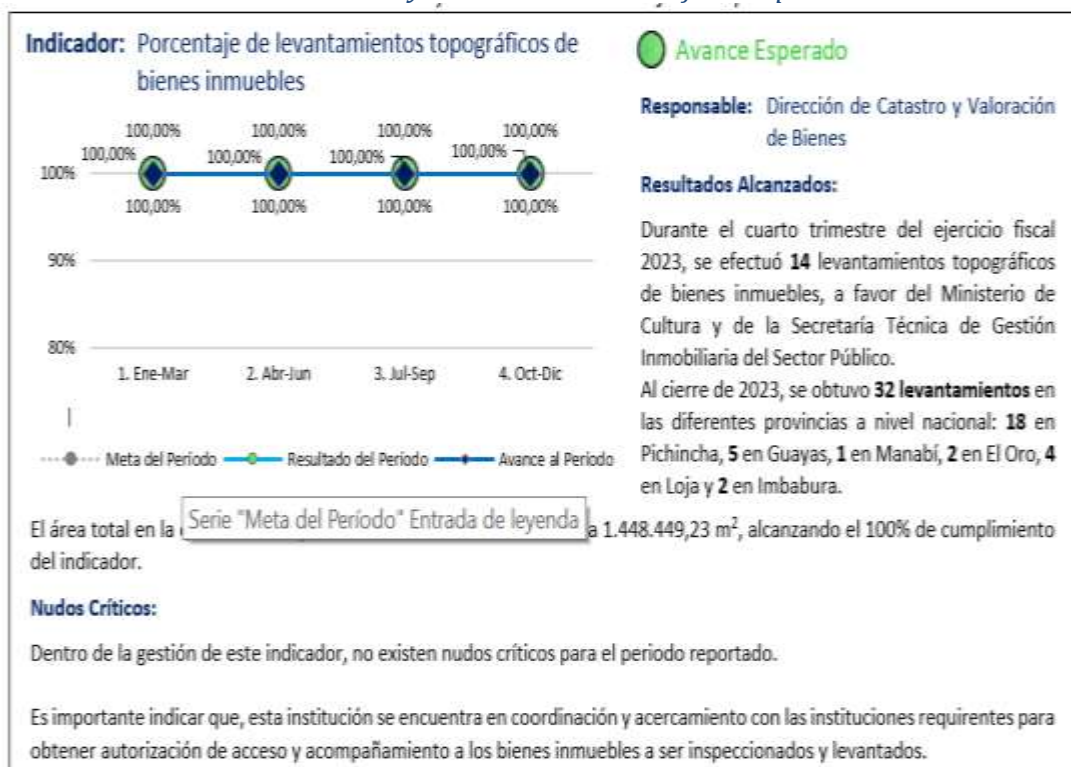 Indicador: Porcentaje de levantamientos topográficos de
bienes inmuebles
100,00% 100,00% 100,00% 100,00%
100,00% 100,00% 100,00% 100,00%
100%
100,00% 100,00% 100,00% 100,00%
90%
80%
1. Ene-Mar 2. Abr-Jun 3. Jul-Sep 4. Oct-Dic
Meta del Período Resultado del Período Avance al Período
Avance Esperado
Responsable: Dirección de Catastro y Valoración
de Bienes
Resultados Alcanzados:
Durante el cuarto trimestre del ejercicio fiscal
2023, se efectuó 14 levantamientos topográficos
de bienes inmuebles, a favor del Ministerio de
Cultura y de la Secretaría Técnica de Gestión
Inmobiliaria del Sector Público.
Al cierre de 2023, se obtuvo 32 levantamientos en
las diferentes provincias a nivel nacional: 18 en
Pichincha, 5 en Guayas, 1 en Manabí, 2 en El Oro, 4
en Loja y 2 en Imbabura.
Serie "Meta del Período" Entrada de leyenda
El área total en la a 1.448.449,23 m², alcanzando el 100% de cumplimiento
del indicador.
Nudos Críticos:
Dentro de la gestión de este indicador, no existen nudos críticos para el periodo reportado.
Es importante indicar que, esta institución se encuentra en coordinación y acercamiento con las instituciones requirentes para
obtener autorización de acceso y acompañamiento a los bienes inmuebles a ser inspeccionados y levantados.